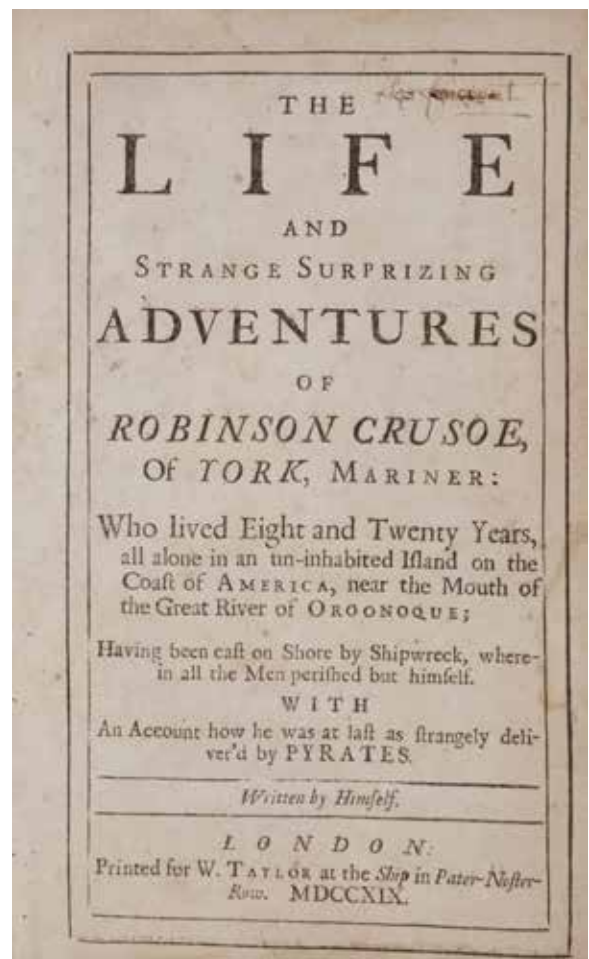 THE
LIFE
AND
STRANGE SURPRIZING
ADVENTURES
OF
ROBINSON CRUSOE,
Of YORK, MARINER:
Who lived Eight and Twenty Years,
all alone in an un-inhabited Iſland on the
Coaſt of AMERICA, near the Mouth of
the Great River of OROONOQUE;
Having been caſt on Shore by Shipwreck, where-
in all the Men periſhed but himſelf.
WITH
An Account how he was at laſt as ſtrangely deli-
ver'd by PYRATES.
Written by Himſelf.
LONDON:
Printed for W. TAYLOR at the Ship in Pater-Noſter-
Row. MDCCXIX.